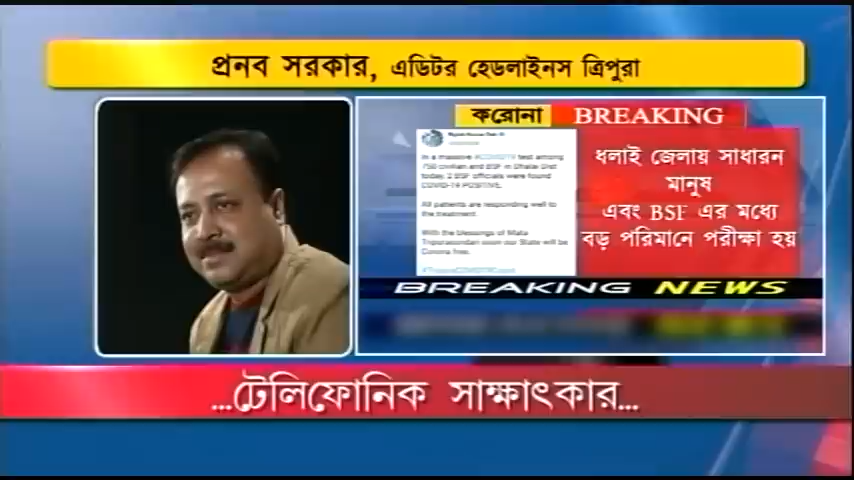 প্রনব সরকার, এডিটর হেডলাইনস ত্রিপুরা
করোনা BREAKING
In a massive #COVID19 test among
750 civilian and BSF in Dhalai Dist
today, 2 BSF officials were found
COVID-19 POSITIVE.
All patients are responding well to
the treatment.
With the blessings of Mata
Tripurasundari soon our State will be
Corona free.
ধলাই জেলায় সাধারন
মানুষ
এবং BSF এর মধ্যে
বড় পরিমানে পরীক্ষা হয়
BREAKING NEWS
...টেলিফোনিক সাক্ষাৎকার...